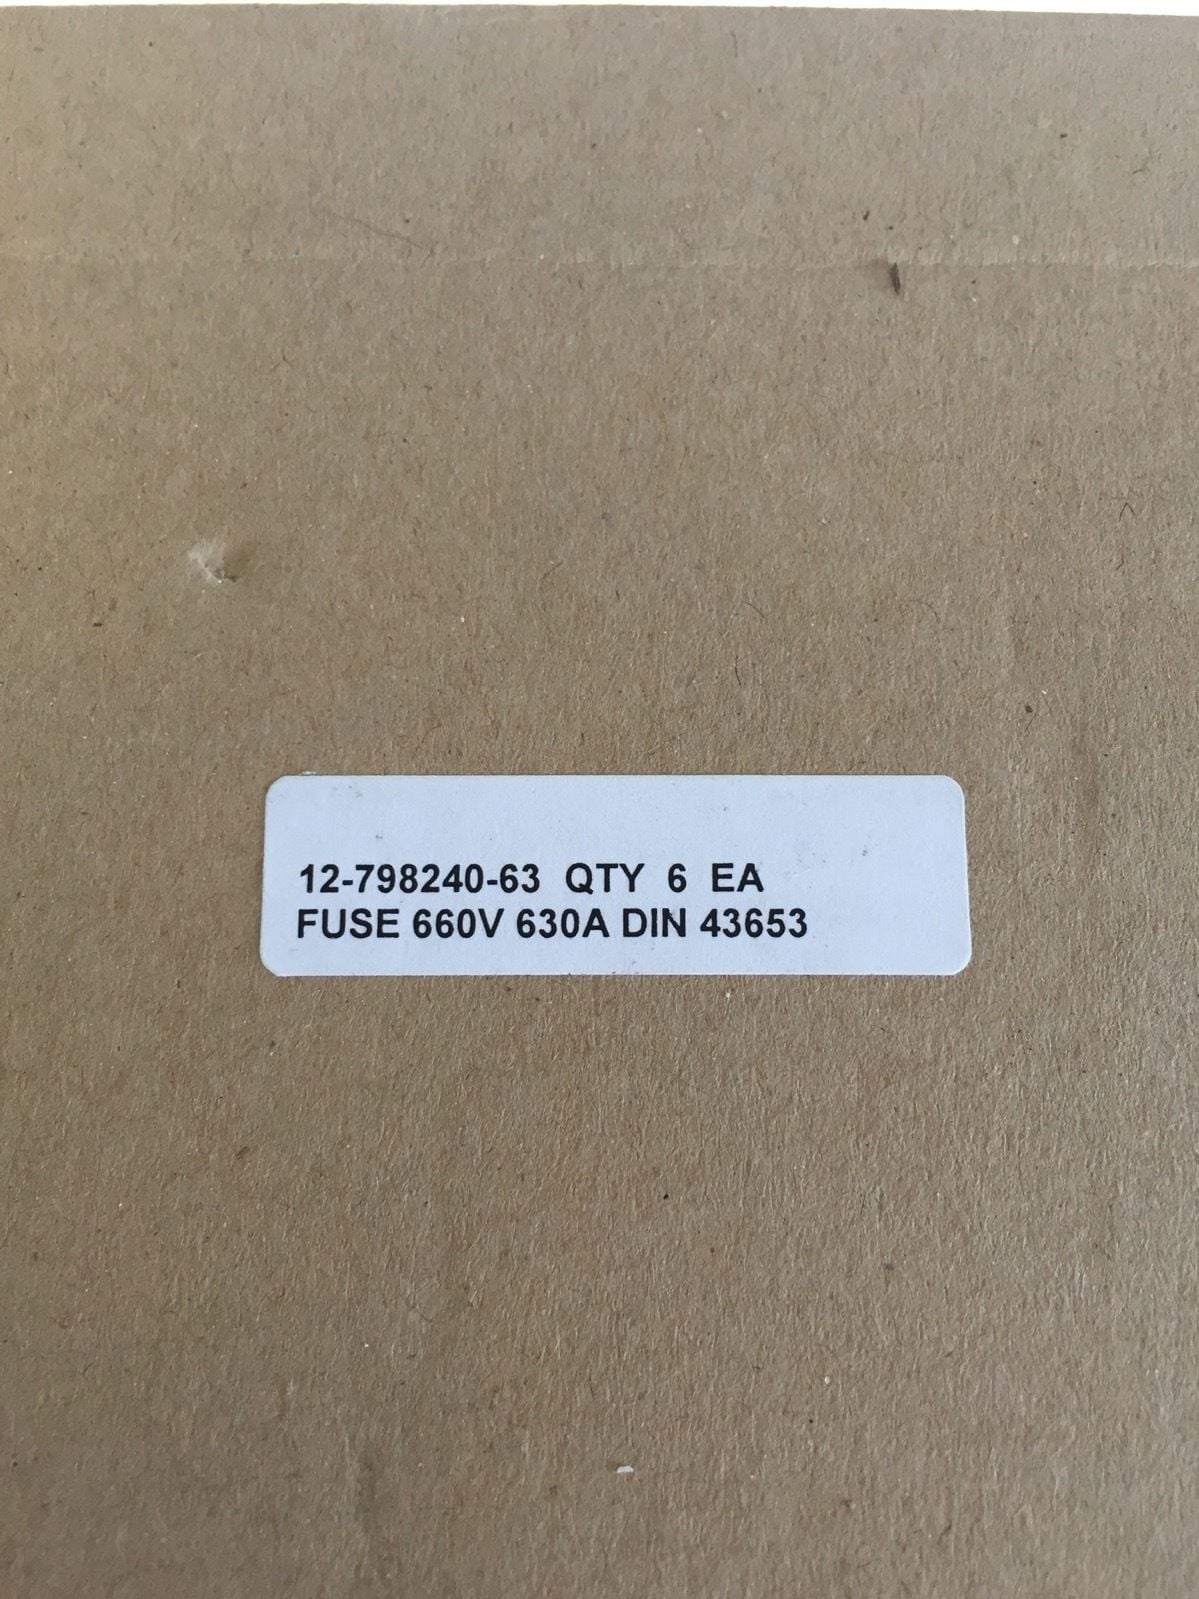 12-798240-63 QTY 6 EA
FUSE 660V 630A DIN 43653